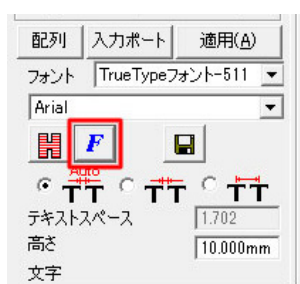 配列 入力ポート 適用(A)
フォント TrueTypeフォント-511
Arial
F
Auto
TT TT TT
テキストスペース 1.702
高さ 10.000mm
文字